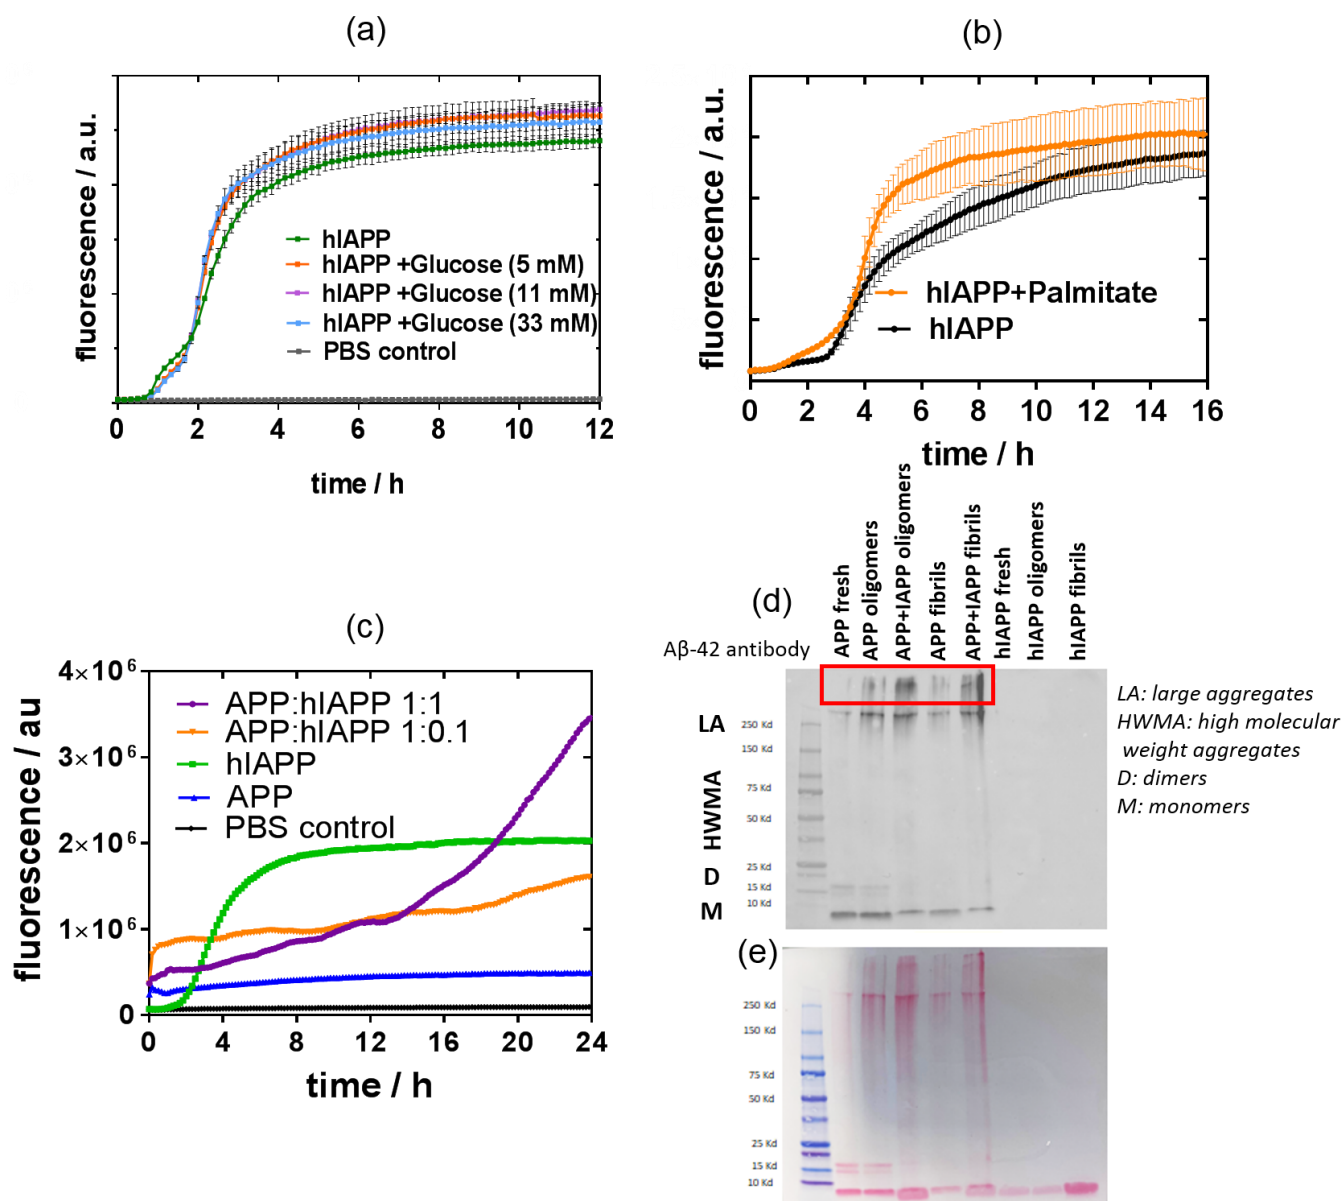 (a)
fluorescence / a.u.
hIAPP
hIAPP +Glucose (5 mM)
hIAPP +Glucose (11 mM)
hIAPP +Glucose (33 mM)
PBS control
0 2 4 6 8 10 12
time / h
(b)
fluorescence / a.u.
hIAPP+Palmitate
hIAPP
0 2 4 6 8 10 12 14 16
time / h
(c)
fluorescence / au
4×10⁶
3×10⁶
2×10⁶
1×10⁶
0
APP:hIAPP 1:1
APP:hIAPP 1:0.1
hIAPP
APP
PBS control
0 4 8 12 16 20 24
time / h
(d)
Aβ-42 antibody
APP fresh
APP oligomers
APP+IAPP oligomers
APP fibrils
APP+IAPP fibrils
hIAPP fresh
hIAPP oligomers
hIAPP fibrils
LA
HWMA
D
M
250 Kd
150 Kd
75 Kd
50 Kd
25 Kd
15 Kd
10 Kd
LA: large aggregates
HWMA: high molecular
weight aggregates
D: dimers
M: monomers
(e)
250 Kd
150 Kd
75 Kd
50 Kd
25 Kd
15 Kd
10 Kd